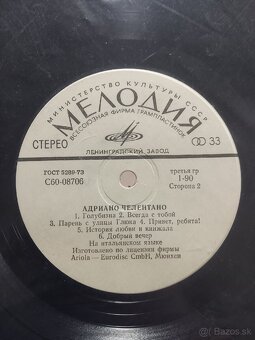 МИНИСТЕРСТВО КУЛЬТУРЫ СССР
МЕЛОДИЯ
ВСЕСОЮЗНАЯ ФИРМА ГРАМПЛАСТИНОК
СТЕРЕО
33
ЛЕНИНГРАДСКИЙ ЗАВОД
ГОСТ 5289-73
С60-08706
третья гр
1-90
Сторона 2
АДРИАНО ЧЕЛЕНТАНО
1. Голубизна 2. Всегда с тобой
3. Парень с улицы Глюка 4. Привет, ребята!
5. История любви и кинжала
6. Добрый вечер
На итальянском языке
Изготовлено по лицензии фирмы
Ariola—Eurodisc GmbH, Мюнхен
© bazos.sk